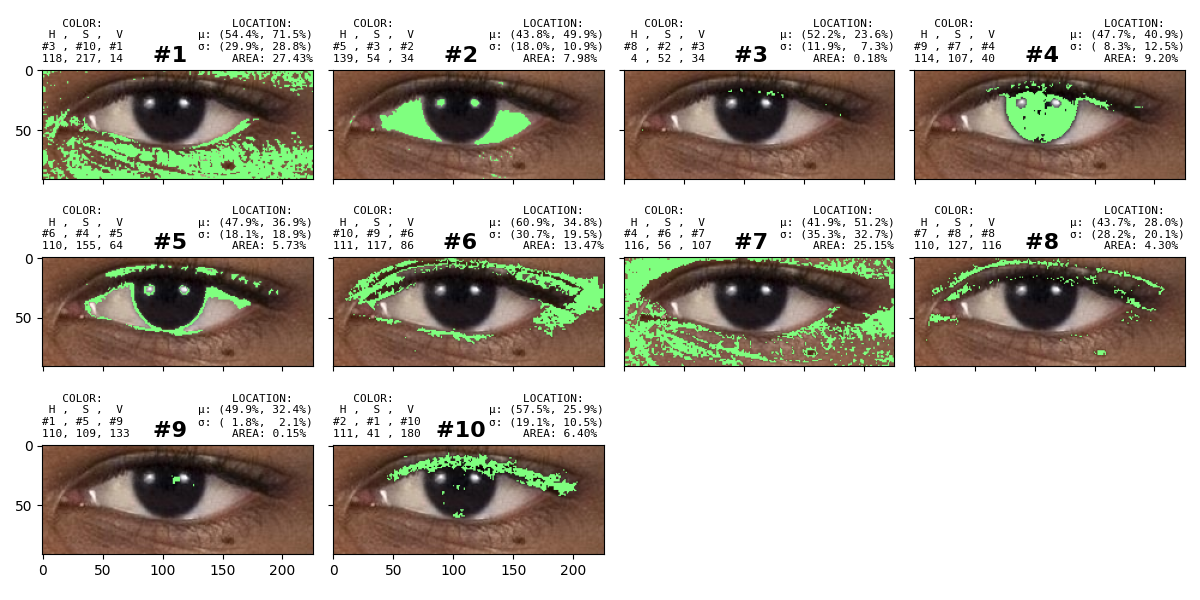 COLOR: LOCATION:
H , S , V μ: (54.4%, 71.5%)
#3 , #10, #1 #1 σ: (29.9%, 28.8%)
118, 217, 14 AREA: 27.43%
COLOR: LOCATION:
H , S , V μ: (43.8%, 49.9%)
#5 , #3 , #2 #2 σ: (18.0%, 10.9%)
139, 54 , 34 AREA: 7.98%
COLOR: LOCATION:
H , S , V μ: (52.2%, 23.6%)
#8 , #2 , #3 #3 σ: (11.9%, 7.3%)
4 , 52 , 34 AREA: 0.18%
COLOR: LOCATION:
H , S , V μ: (47.7%, 40.9%)
#9 , #7 , #4 #4 σ: ( 8.3%, 12.5%)
114, 107, 40 AREA: 9.20%
0
50
COLOR: LOCATION:
H , S , V μ: (47.9%, 36.9%)
#6 , #4 , #5 #5 σ: (18.1%, 18.9%)
110, 155, 64 AREA: 5.73%
COLOR: LOCATION:
H , S , V μ: (60.9%, 34.8%)
#10, #9 , #6 #6 σ: (30.7%, 19.5%)
111, 117, 86 AREA: 13.47%
COLOR: LOCATION:
H , S , V μ: (41.9%, 51.2%)
#4 , #6 , #7 #7 σ: (35.3%, 32.7%)
116, 56 , 107 AREA: 25.15%
COLOR: LOCATION:
H , S , V μ: (43.7%, 28.0%)
#7 , #8 , #8 #8 σ: (28.2%, 20.1%)
110, 127, 116 AREA: 4.30%
0
50
COLOR: LOCATION:
H , S , V μ: (49.9%, 32.4%)
#1 , #5 , #9 #9 σ: ( 1.8%, 2.1%)
110, 109, 133 AREA: 0.15%
COLOR: LOCATION:
H , S , V μ: (57.5%, 25.9%)
#2 , #1 , #10 #10 σ: (19.1%, 10.5%)
111, 41 , 180 AREA: 6.40%
0
50
0 50 100 150 200
0 50 100 150 200